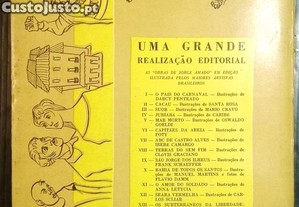 CustoJusto.pt
UMA GRANDE
REALIZAÇÃO EDITORIAL
AS "OBRAS DE JORGE AMADO" EM EDIÇÃO
ILUSTRADA PELOS MAIORES ARTISTAS
BRASILEIROS
I — O PAIS DO CARNAVAL — Ilustrações de
DARCY PENTEADO
II — CACAU — Ilustrações de SANTA ROSA
III — SUOR — Ilustrações de MARIO CRAVO
IV — JUBIABÁ — Ilustrações de CARIBE
V — MAR MORTO — Ilustrações de OSWALDO
GOELDI
VI — CAPITÃES DA AREIA — Ilustrações de
POTY
VII — ABC DE CASTRO ALVES — Ilustrações de
IBERE CAMARGO
VIII — TERRAS DO SEM FIM — Ilustrações de
CLOVIS GRACIANO
IX — SÃO JORGE DOS ILHEUS — Ilustrações de
FRANK SCHAEFFER
X — BAHIA DE TODOS OS SANTOS — Ilustra-
ções de MANUEL MARTINS e fotos de
FLAVIO DAMM
XI — O AMOR DO SOLDADO — Ilustrações de
ANNA LETYCIA
XII — SEARA VERMELHA — Ilustrações de CAR-
LOS SCLIAR
XIII — OS SUBTERRANEOS DA LIBERDADE: